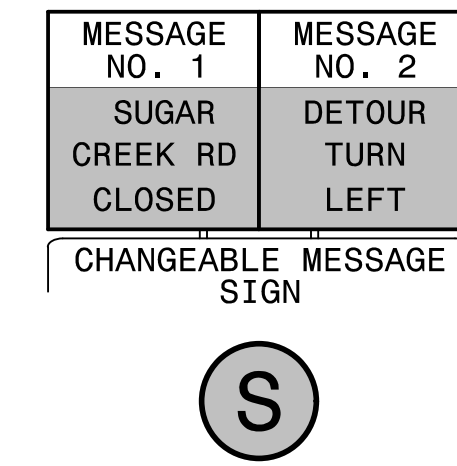 MESSAGE NO. 1
SUGAR
CREEK RD
CLOSED
MESSAGE NO. 2
DETOUR
TURN
LEFT
CHANGEABLE MESSAGE
SIGN
S